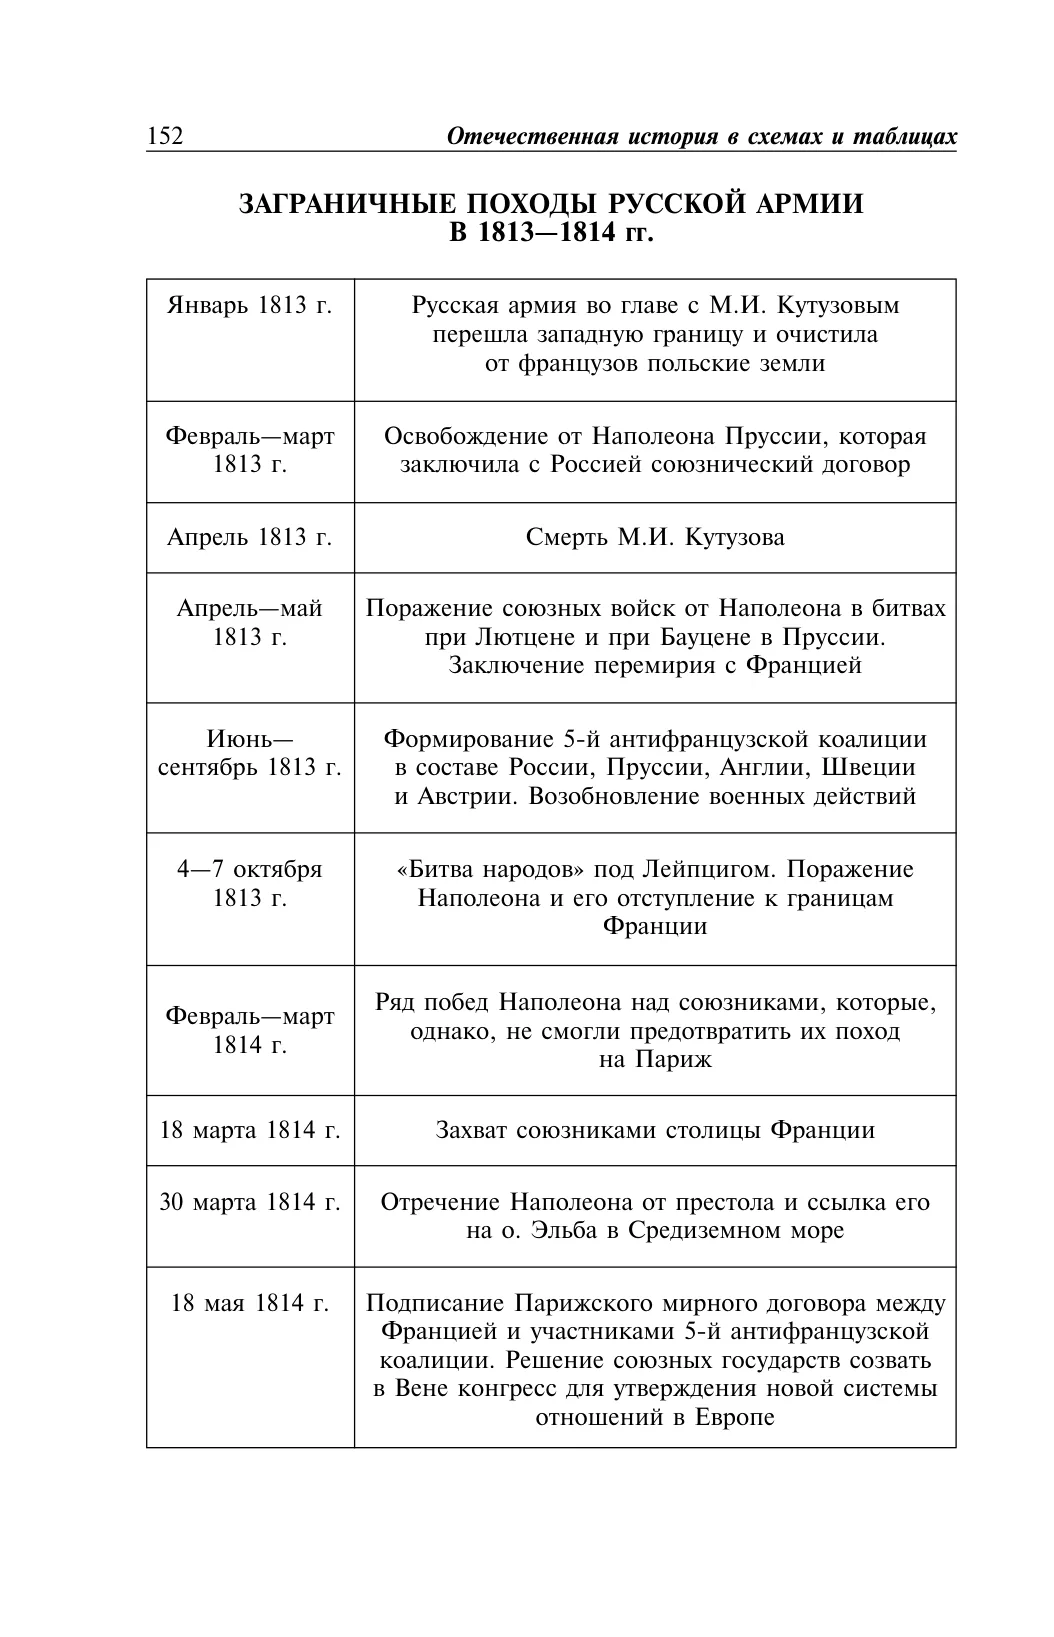 152 Отечественная история в схемах и таблицах
ЗАГРАНИЧНЫЕ ПОХОДЫ РУССКОЙ АРМИИ
В 1813—1814 гг.
Январь 1813 г.
Русская армия во главе с М.И. Кутузовым
перешла западную границу и очистила
от французов польские земли
Февраль—март
1813 г.
Освобождение от Наполеона Пруссии, которая
заключила с Россией союзнический договор
Апрель 1813 г.
Смерть М.И. Кутузова
Апрель—май
1813 г.
Поражение союзных войск от Наполеона в битвах
при Лютцене и при Бауцене в Пруссии.
Заключение перемирия с Францией
Июнь—
сентябрь 1813 г.
Формирование 5-й антифранцузской коалиции
в составе России, Пруссии, Англии, Швеции
и Австрии. Возобновление военных действий
4—7 октября
1813 г.
«Битва народов» под Лейпцигом. Поражение
Наполеона и его отступление к границам
Франции
Февраль—март
1814 г.
Ряд побед Наполеона над союзниками, которые,
однако, не смогли предотвратить их поход
на Париж
18 марта 1814 г.
Захват союзниками столицы Франции
30 марта 1814 г.
Отречение Наполеона от престола и ссылка его
на о. Эльба в Средиземном море
18 мая 1814 г.
Подписание Парижского мирного договора между
Францией и участниками 5-й антифранцузской
коалиции. Решение союзных государств созвать
в Вене конгресс для утверждения новой системы
отношений в Европе